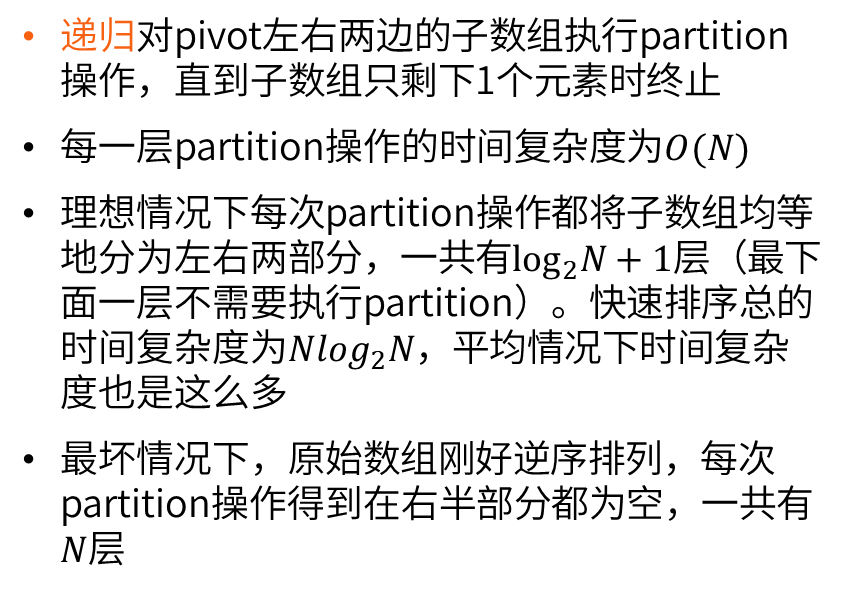 • 递归对pivot左右两边的子数组执行partition
操作，直到子数组只剩下1个元素时终止
• 每一层partition操作的时间复杂度为O(N)
• 理想情况下每次partition操作都将子数组均等
地分为左右两部分，一共有log₂N + 1层（最下
面一层不需要执行partition）。快速排序总的
时间复杂度为Nlog₂N，平均情况下时间复杂
度也是这么多
• 最坏情况下，原始数组刚好逆序排列，每次
partition操作得到在右半部分都为空，一共有
N层